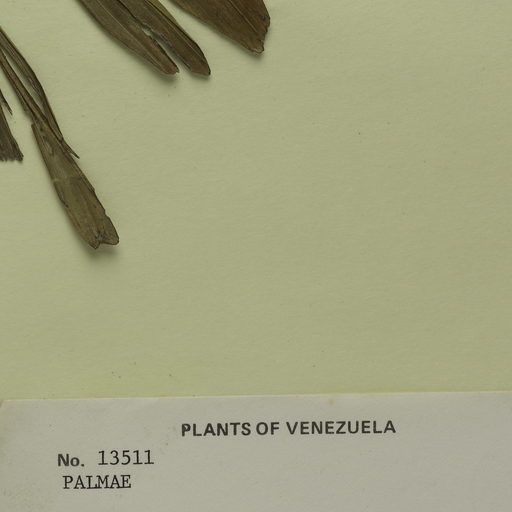 PLANTS OF VENEZUELA
No. 13511
PALMAE